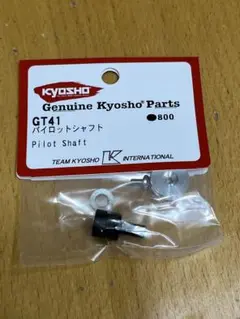 KYOSHO
Genuine Kyosho Parts
GT41
●800
パイロットシャフト
Pilot Shaft
TEAM KYOSHO K INTERNATIONAL